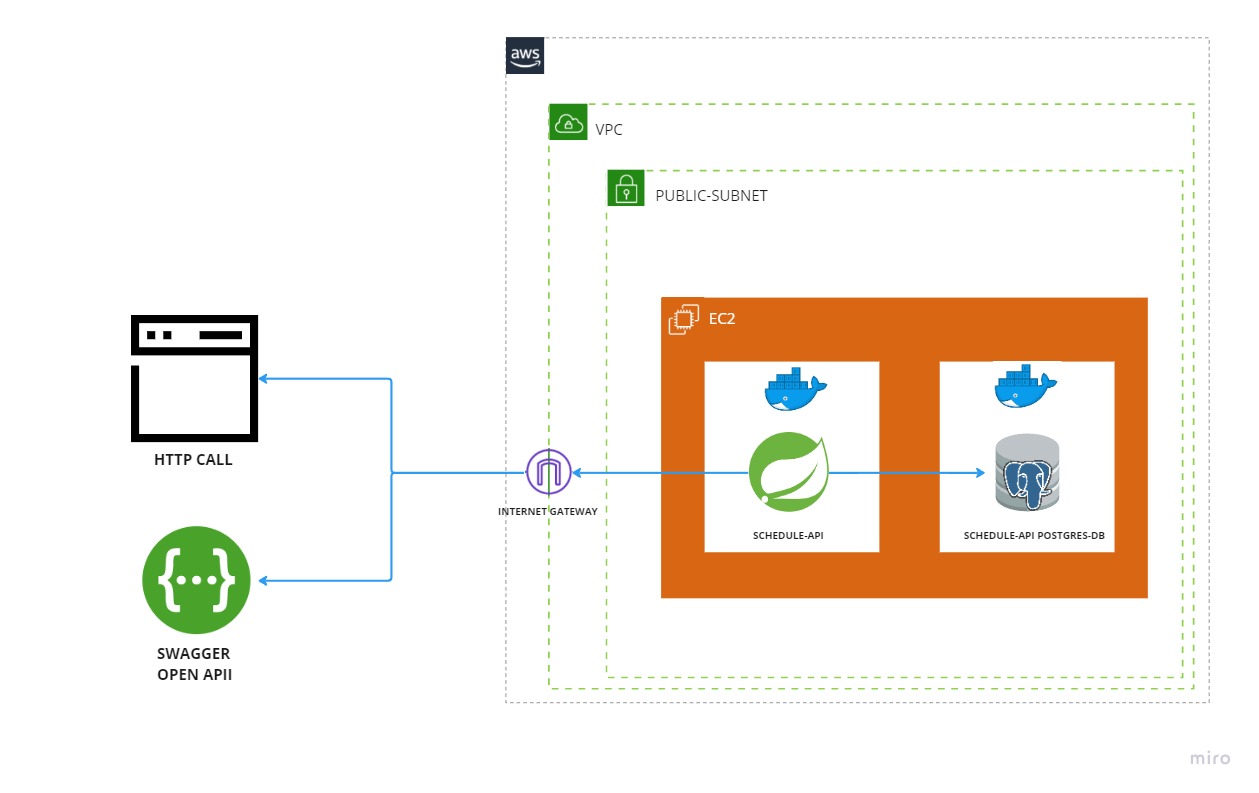 aws
VPC
PUBLIC-SUBNET
EC2
HTTP CALL
INTERNET GATEWAY
SCHEDULE-API
SCHEDULE-API POSTGRES-DB
{...}
SWAGGER
OPEN APII
miro